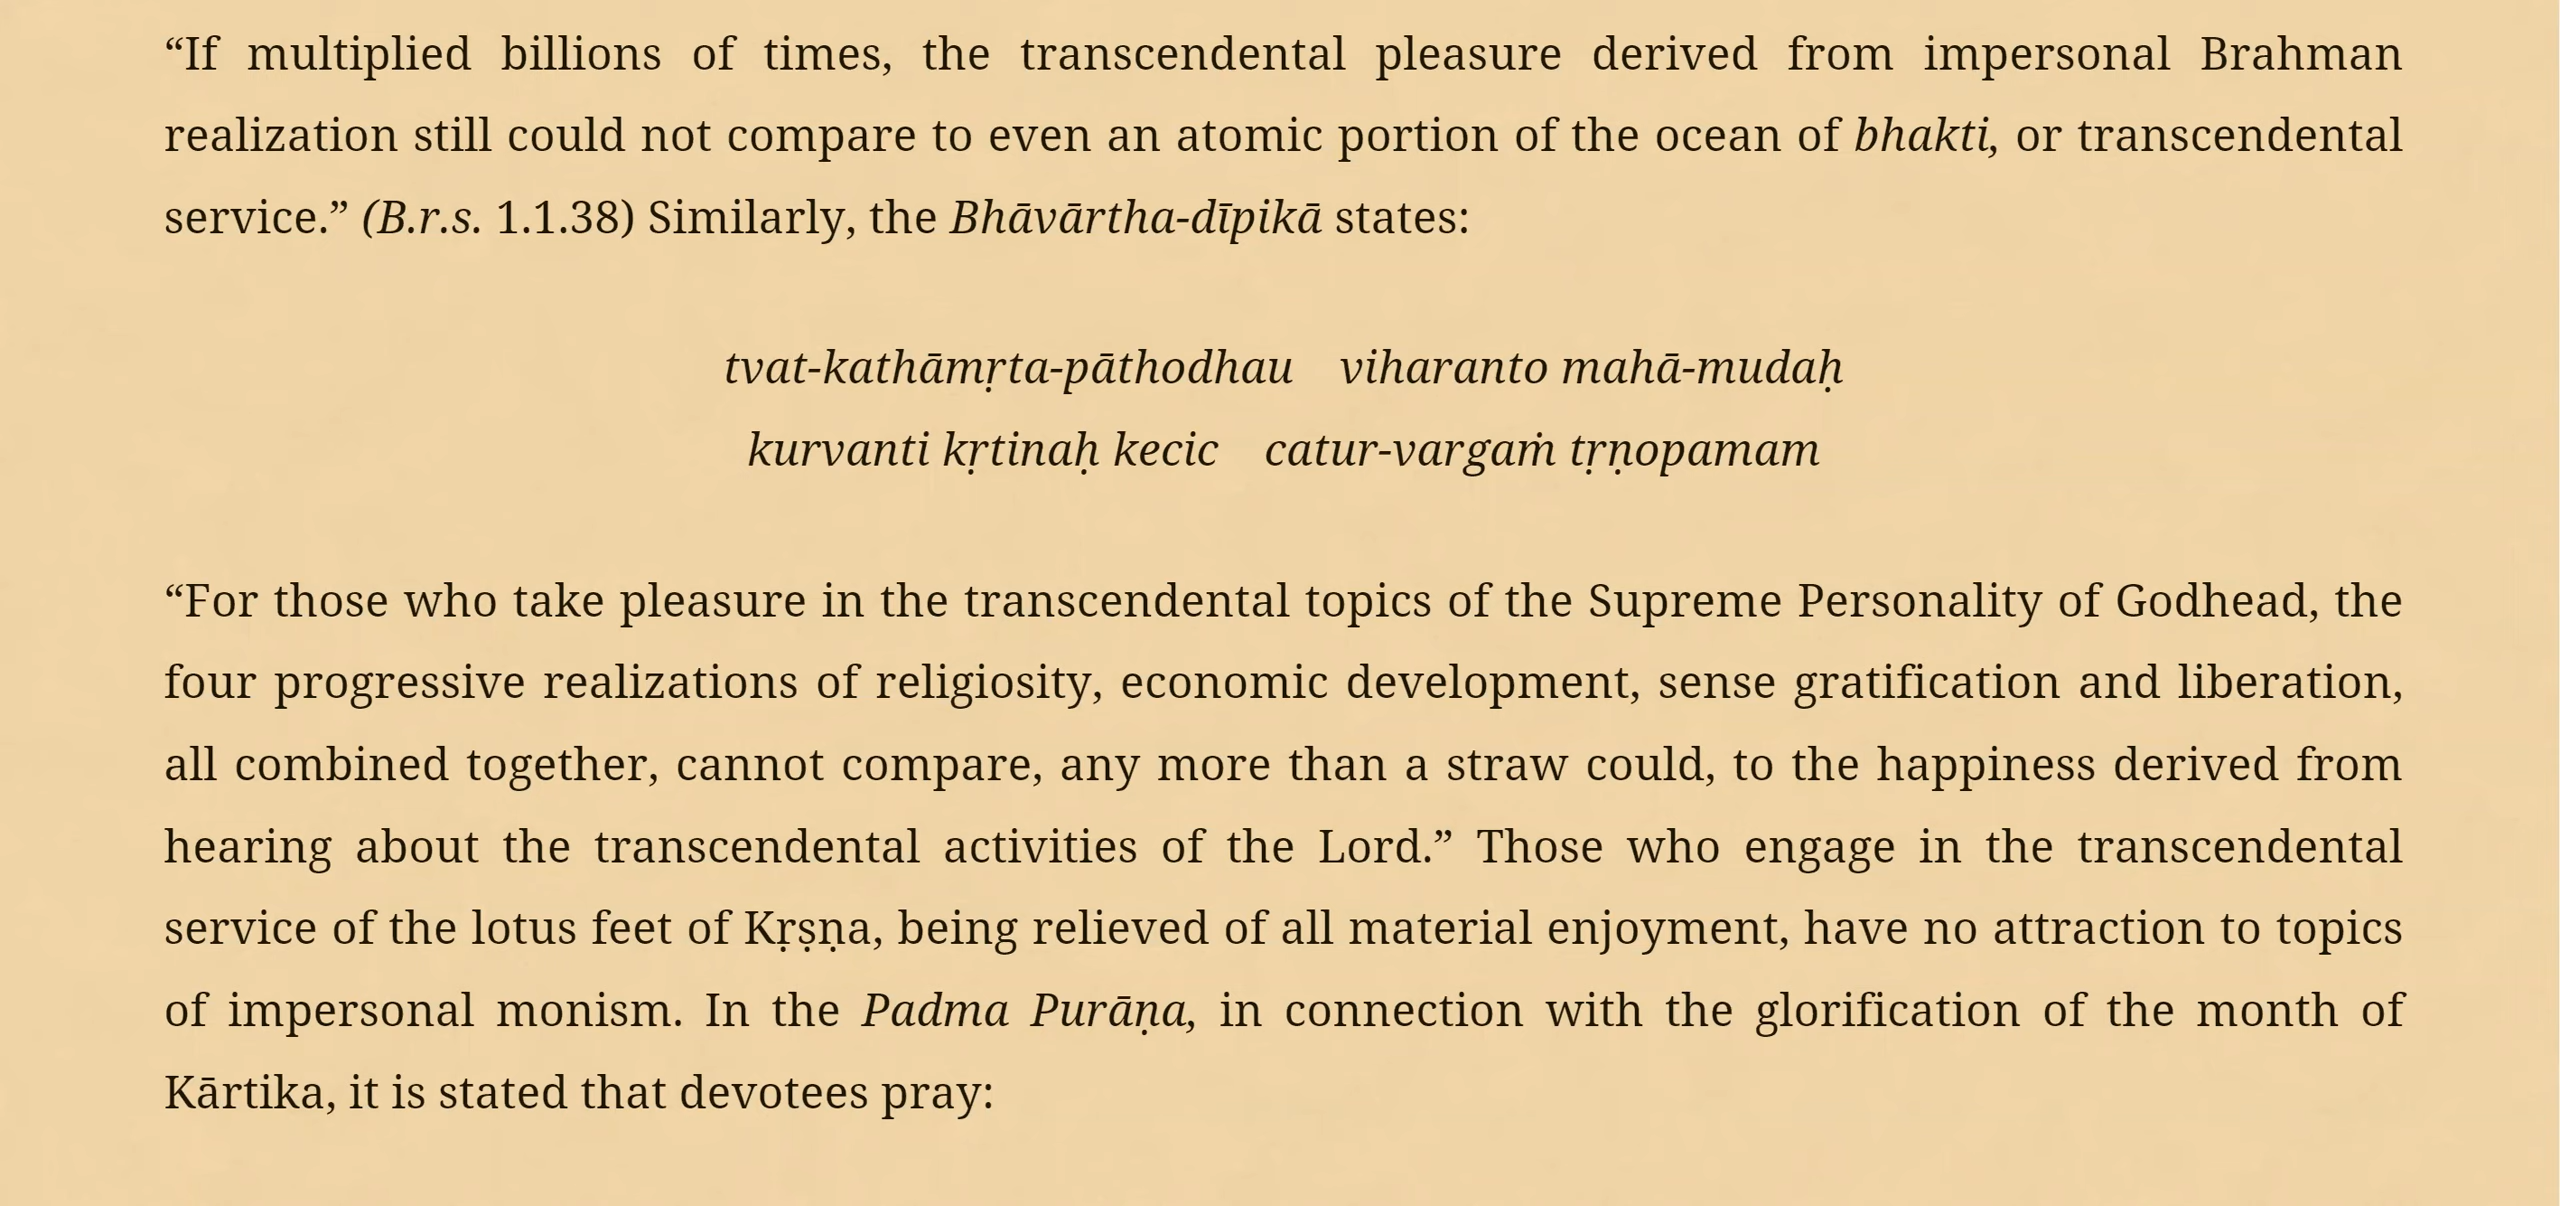 “If multiplied billions of times, the transcendental pleasure derived from impersonal Brahman
realization still could not compare to even an atomic portion of the ocean of bhakti, or transcendental
service.” (B.r.s. 1.1.38) Similarly, the Bhāvārtha-dīpikā states:
tvat-kathāmṛta-pāthodhau viharanto mahā-mudaḥ
kurvanti kṛtinaḥ kecic catur-vargaṁ tṛṇopamam
“For those who take pleasure in the transcendental topics of the Supreme Personality of Godhead, the
four progressive realizations of religiosity, economic development, sense gratification and liberation,
all combined together, cannot compare, any more than a straw could, to the happiness derived from
hearing about the transcendental activities of the Lord.” Those who engage in the transcendental
service of the lotus feet of Kṛṣṇa, being relieved of all material enjoyment, have no attraction to topics
of impersonal monism. In the Padma Purāṇa, in connection with the glorification of the month of
Kārtika, it is stated that devotees pray: